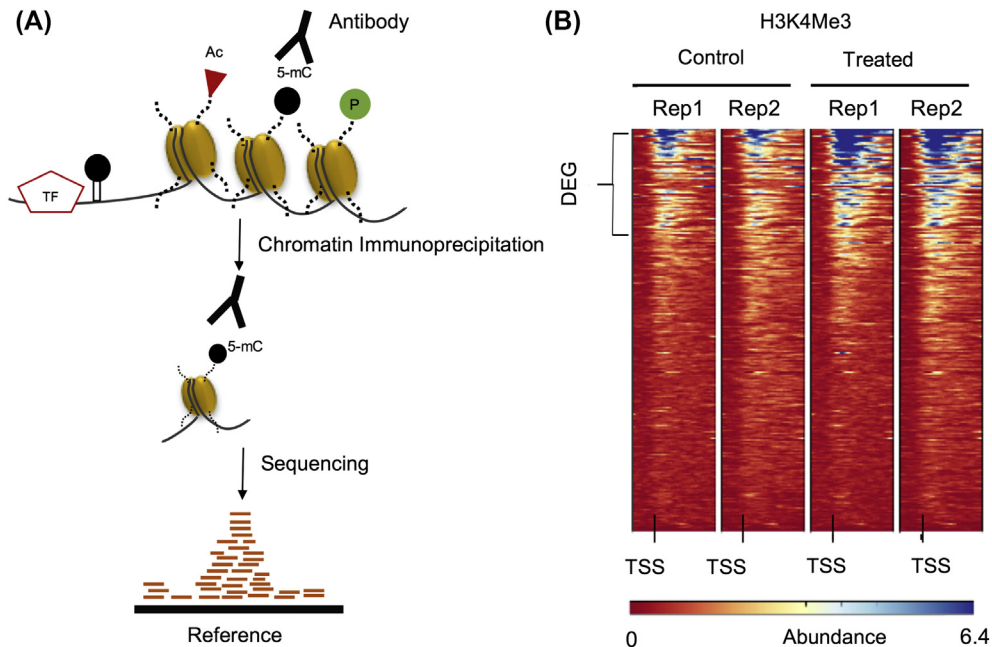 (A)
Antibody
Ac
5-mC
P
TF
Chromatin Immunoprecipitation
5-mC
Sequencing
Reference
(B)
H3K4Me3
Control Treated
Rep1 Rep2 Rep1 Rep2
DEG
TSS TSS TSS TSS
0 Abundance 6.4